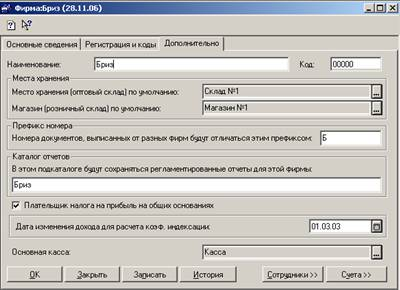 Фирма:Бриз (28.11.06)
Основные сведения Регистрация и коды Дополнительно
Наименование: Бриз Код: 00000
Места хранения
Место хранения (оптовый склад) по умолчанию: Склад №1 ...
Магазин (розничный склад) по умолчанию: Магазин №1 ...
Префикс номера
Номера документов, выписанных от разных фирм будут отличаться этим префиксом: Б
Каталог отчетов
В этом подкаталоге будут сохраняться регламентированные отчеты для этой фирмы:
Бриз
Плательщик налога на прибыль на общих основаниях
Дата изменения дохода для расчета коэф. индексации: 01.03.03
Основная касса: Касса ...
OK Закрыть Записать История Сотрудники >> Счета >>